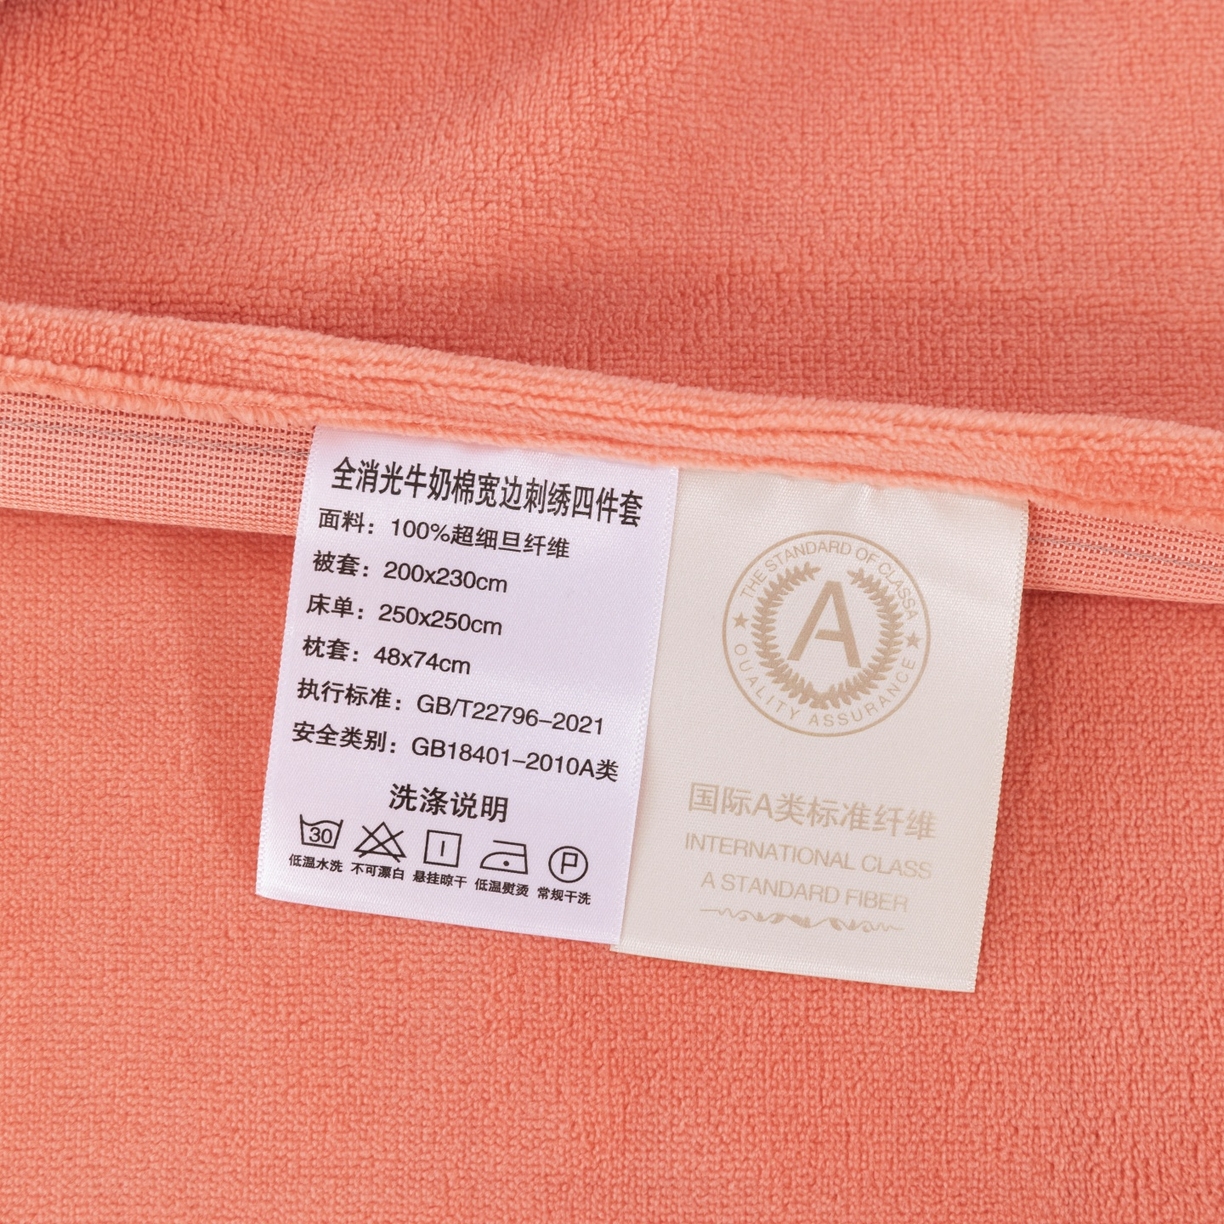 全消光牛奶棉宽边刺绣四件套
面料：100%超细旦纤维
被套：200x230cm
床单：250x250cm
枕套：48x74cm
执行标准：GB/T22796-2021
安全类别：GB18401-2010A类
洗涤说明
30
P
低温水洗 不可漂白 悬挂晾干 低温熨烫 常规干洗
THE STANDARD OF CLASSA
A
QUALITY ASSURANCE
国际A类标准纤维
INTERNATIONAL CLASS
A STANDARD FIBER